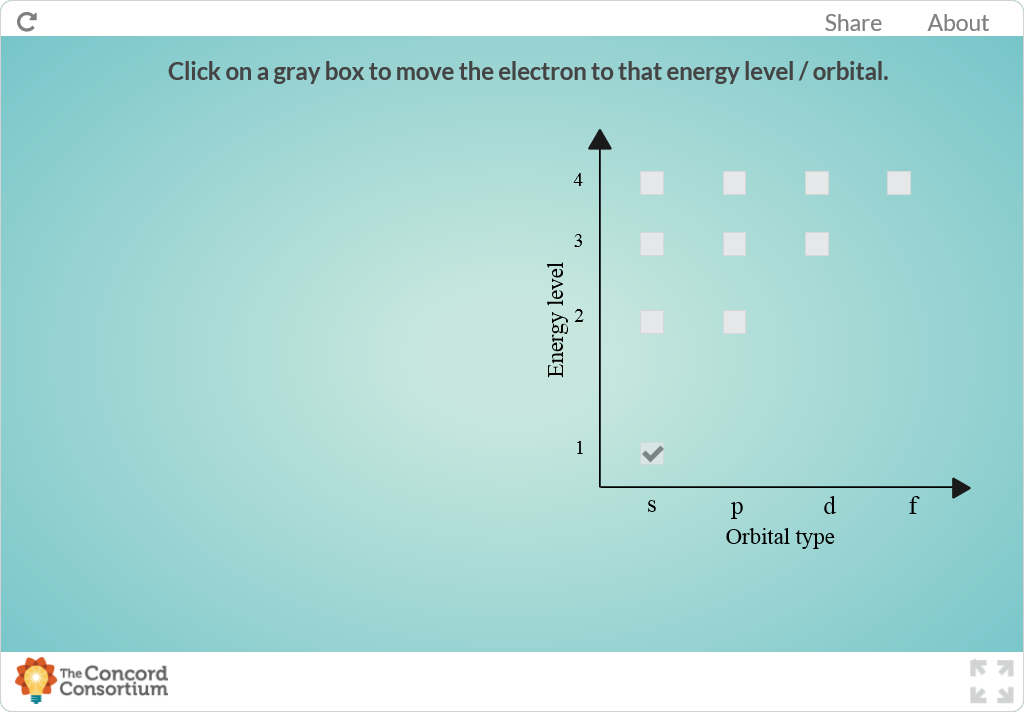 Share About
Click on a gray box to move the electron to that energy level / orbital.
4
3
2
1
Energy level
s p d f
Orbital type
The Concord
Consortium